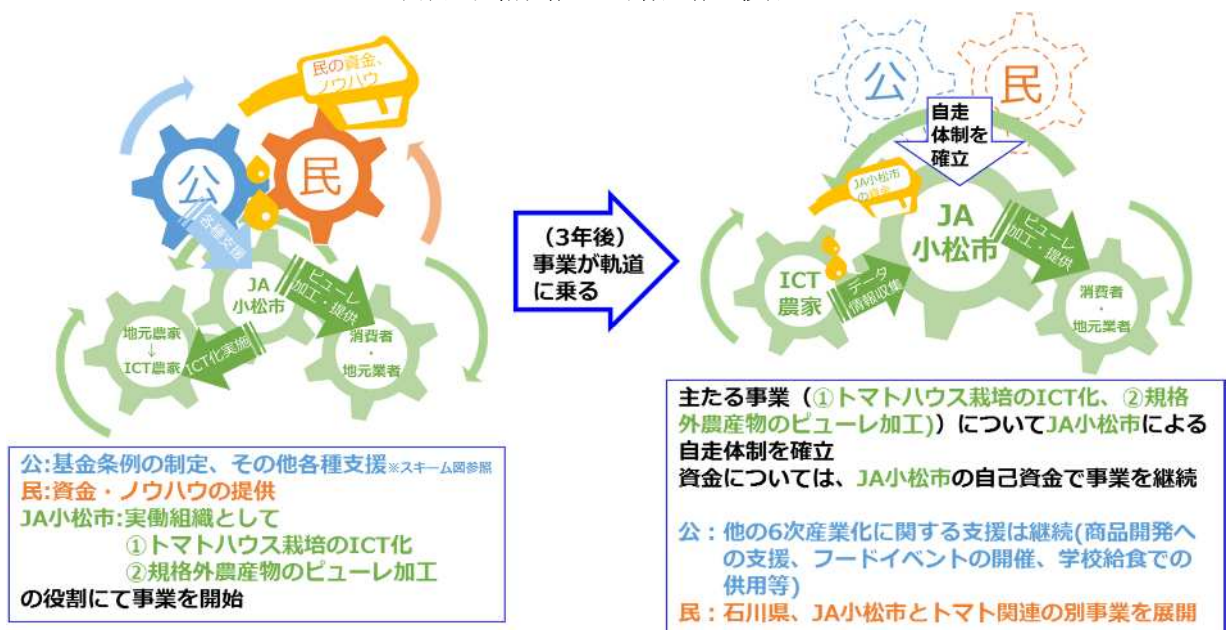 民の資金、
ノウハウ
公
民
各種支援
JA
小松市
ピューレ
加工・提供
地元農家
↓
ICT農家
ICT化実施
消費者
・
地元業者
公:基金条例の制定、その他各種支援※スキーム図参照
民:資金・ノウハウの提供
JA小松市:実働組織として
①トマトハウス栽培のICT化
②規格外農産物のピューレ加工
の役割にて事業を開始
(3年後)
事業が軌道
に乗る
公
民
自走
体制を
確立
JA小松市
の資金
JA
小松市
ピューレ
加工・提供
ICT
農家
データ
情報収集
消費者
・
地元業者
主たる事業（①トマトハウス栽培のICT化、②規格
外農産物のピューレ加工)）についてJA小松市による
自走体制を確立
資金については、JA小松市の自己資金で事業を継続
公：他の6次産業化に関する支援は継続(商品開発へ
の支援、フードイベントの開催、学校給食での
供用等)
民：石川県、JA小松市とトマト関連の別事業を展開